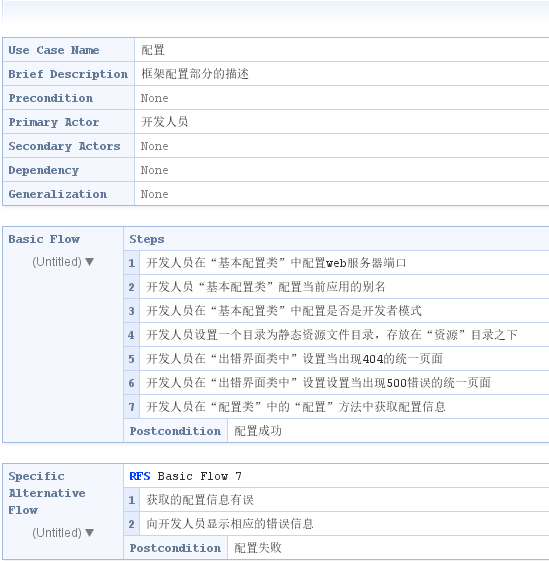 Use Case Name 配置
Brief Description 框架配置部分的描述
Precondition None
Primary Actor 开发人员
Secondary Actors None
Dependency None
Generalization None
Basic Flow Steps
(Untitled) ▼
1 开发人员在“基本配置类”中配置web服务器端口
2 开发人员“基本配置类”配置当前应用的别名
3 开发人员在“基本配置类”中配置是否是开发者模式
4 开发人员设置一个目录为静态资源文件目录，存放在“资源”目录之下
5 开发人员在“出错界面类中”设置当出现404的统一页面
6 开发人员在“出错界面类中”设置设置当出现500错误的统一页面
7 开发人员在“配置类”中的“配置”方法中获取配置信息
Postcondition 配置成功
Specific Alternative Flow
(Untitled) ▼
RFS Basic Flow 7
1 获取的配置信息有误
2 向开发人员显示相应的错误信息
Postcondition 配置失败